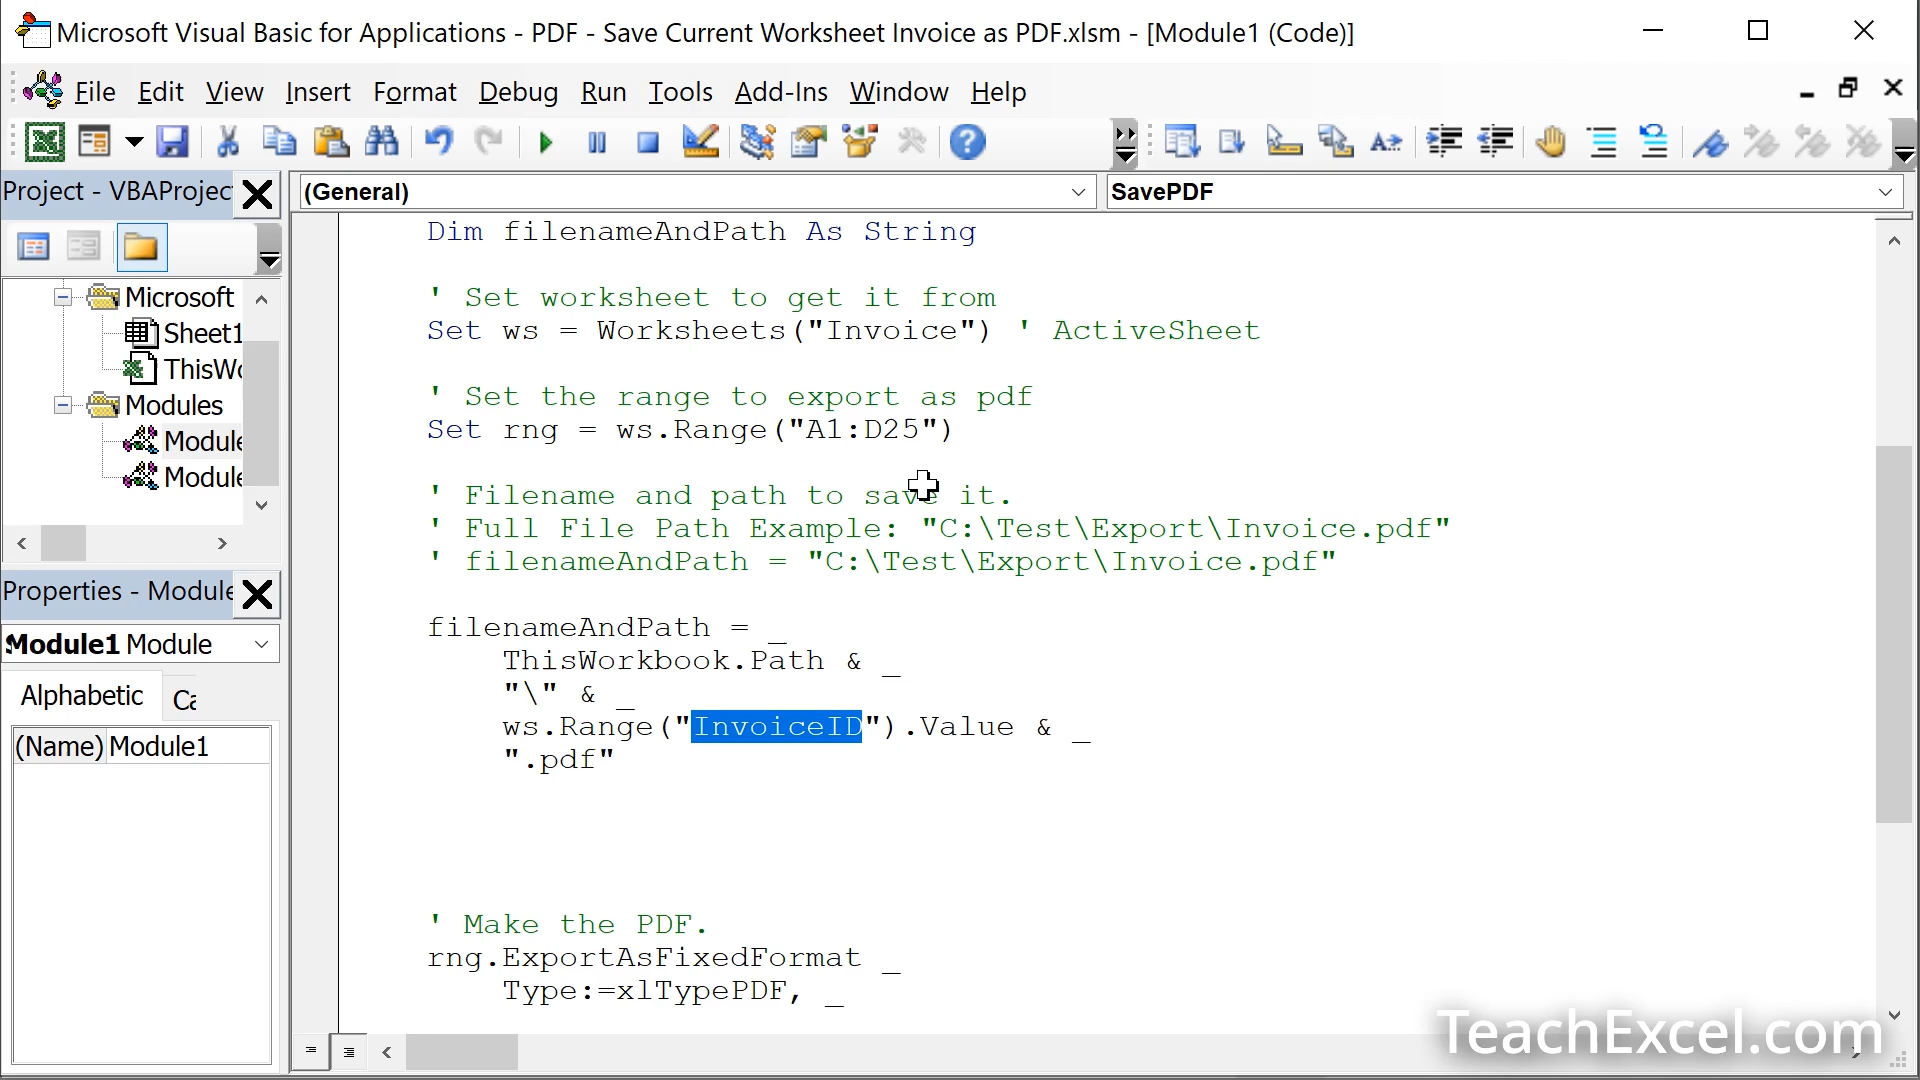 Microsoft Visual Basic for Applications - PDF - Save Current Worksheet Invoice as PDF.xlsm - [Module1 (Code)]
File Edit View Insert Format Debug Run Tools Add-Ins Window Help
Project - VBAProjec
(General)
SavePDF
Microsoft
Sheet1
ThisWo
Modules
Module
Module
Properties - Module
Module1 Module
Alphabetic Ca
(Name) Module1
Dim filenameAndPath As String
' Set worksheet to get it from
Set ws = Worksheets("Invoice") ' ActiveSheet
' Set the range to export as pdf
Set rng = ws.Range("A1:D25")
' Filename and path to save it.
' Full File Path Example: "C:\Test\Export\Invoice.pdf"
' filenameAndPath = "C:\Test\Export\Invoice.pdf"
filenameAndPath = _
ThisWorkbook.Path & _
"\" & _
ws.Range("InvoiceID").Value & _
".pdf"
' Make the PDF.
rng.ExportAsFixedFormat _
Type:=xlTypePDF, _
TeachExcel.com